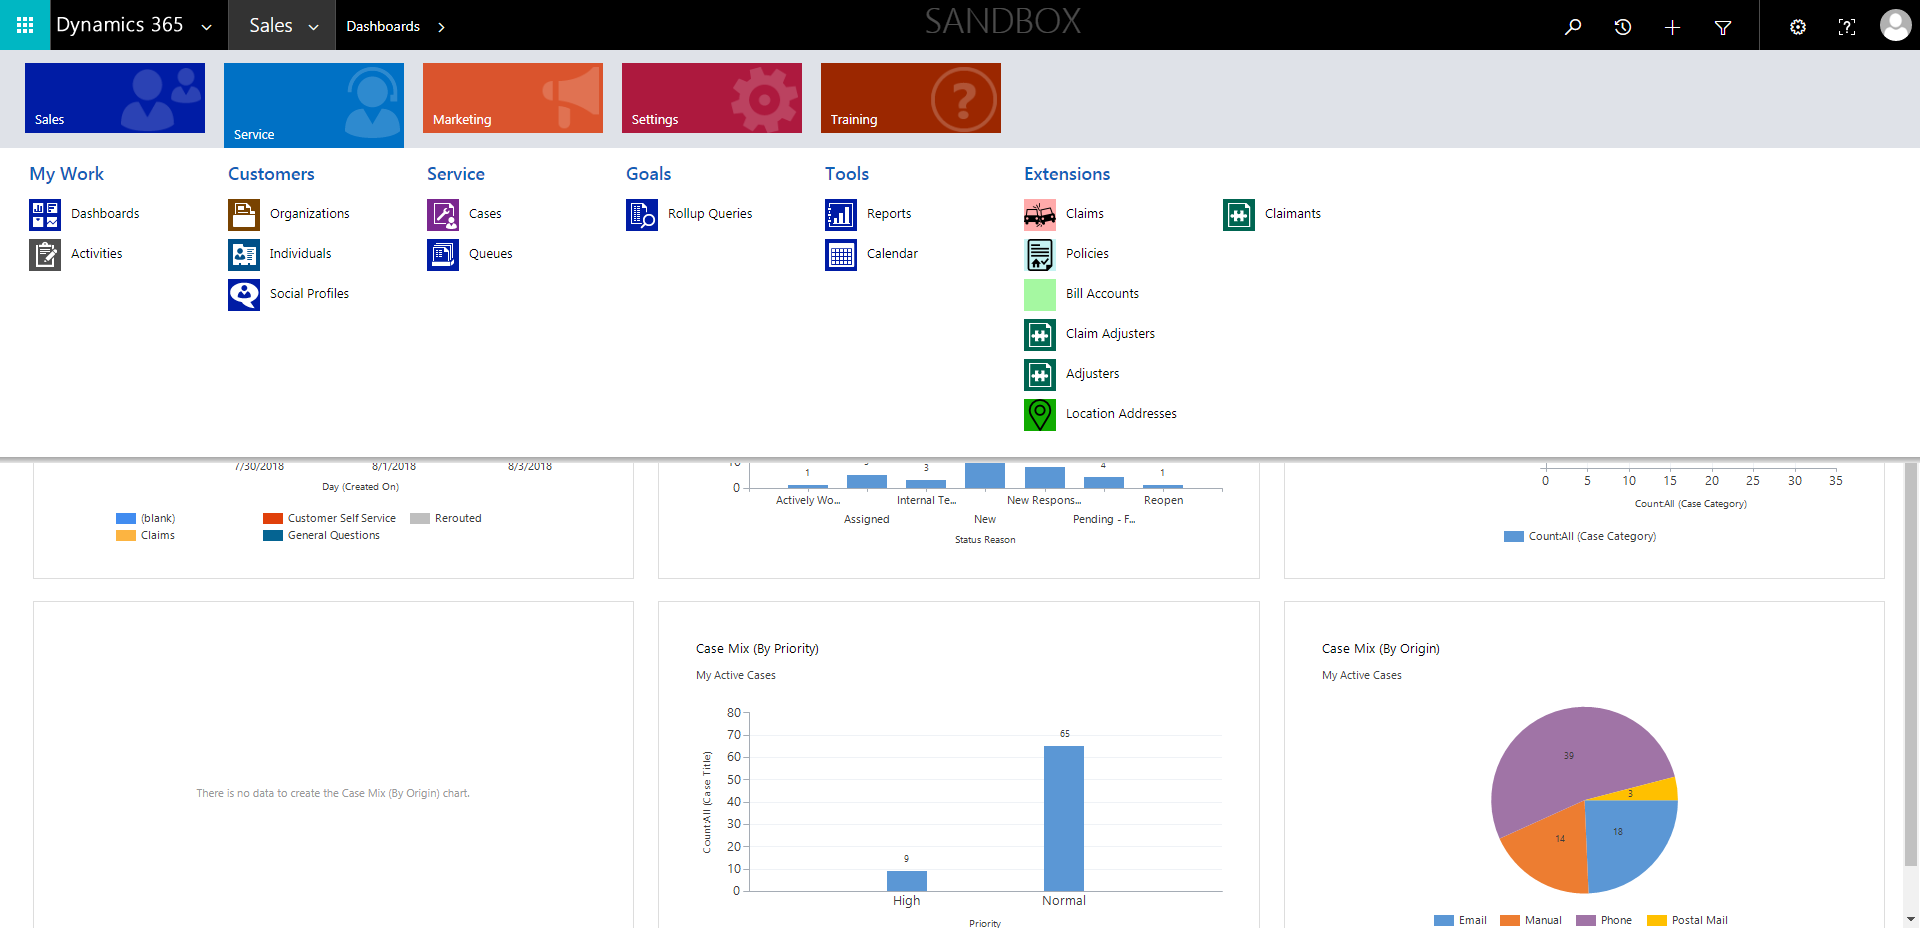 Dynamics 365
Sales
Dashboards
SANDBOX
Sales
Service
Marketing
Settings
Training
My Work
Dashboards
Activities
Customers
Organizations
Individuals
Social Profiles
Service
Cases
Queues
Goals
Rollup Queries
Tools
Reports
Calendar
Extensions
Claims
Policies
Bill Accounts
Claim Adjusters
Adjusters
Location Addresses
Claimants
7/30/2018 8/1/2018 8/3/2018
Day (Created On)
(blank) Customer Self Service Rerouted
Claims General Questions
1 3 4 1
0
Actively Wo... Internal Te... New Respons... Reopen
Assigned New Pending - F...
Status Reason
0 5 10 15 20 25 30 35
Count:All (Case Category)
Count:All (Case Category)
There is no data to create the Case Mix (By Origin) chart.
Case Mix (By Priority)
My Active Cases
80
70
60
50
40
30
20
10
0
Count:All (Case Title)
65
9
High Normal
Priority
Case Mix (By Origin)
My Active Cases
39
3
18
14
Email Manual Phone Postal Mail